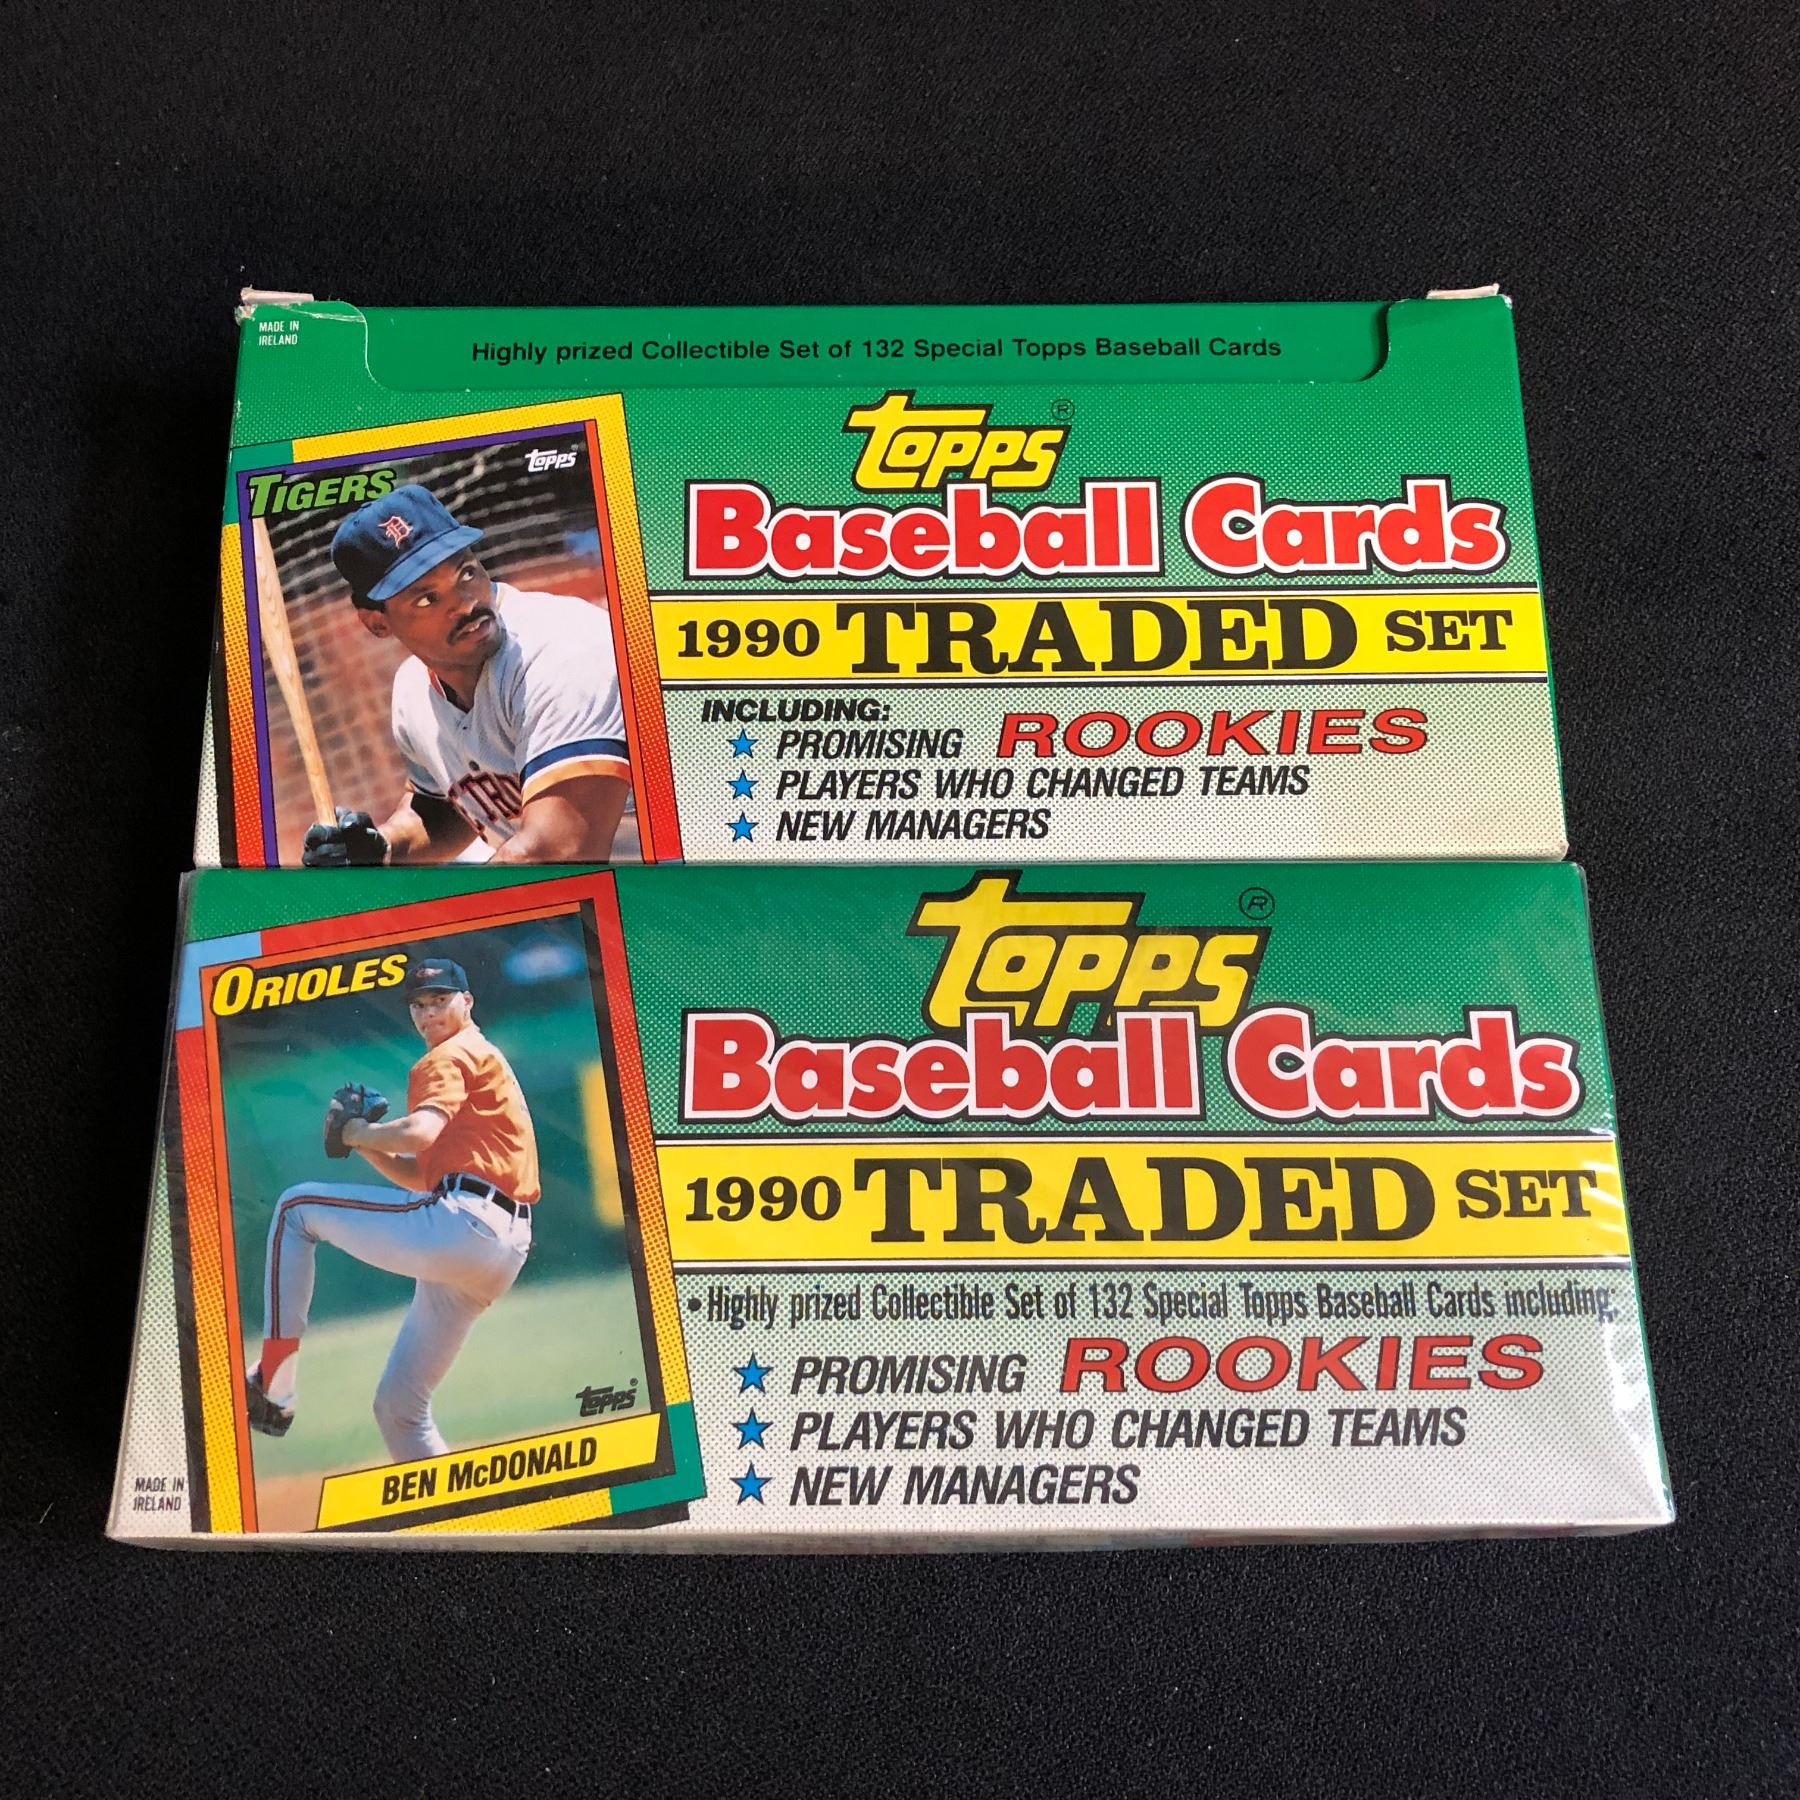 MADE IN
IRELAND
Highly prized Collectible Set of 132 Special Topps Baseball Cards
topps®
Baseball Cards
TIGERS
topps
D
1990 TRADED SET
INCLUDING:
★ PROMISING ROOKIES
★ PLAYERS WHO CHANGED TEAMS
★ NEW MANAGERS
topps®
Baseball Cards
ORIOLES
1990 TRADED SET
• Highly prized Collectible Set of 132 Special Topps Baseball Cards including:
★ PROMISING ROOKIES
★ PLAYERS WHO CHANGED TEAMS
★ NEW MANAGERS
topps®
BEN McDONALD
MADE IN
IRELAND